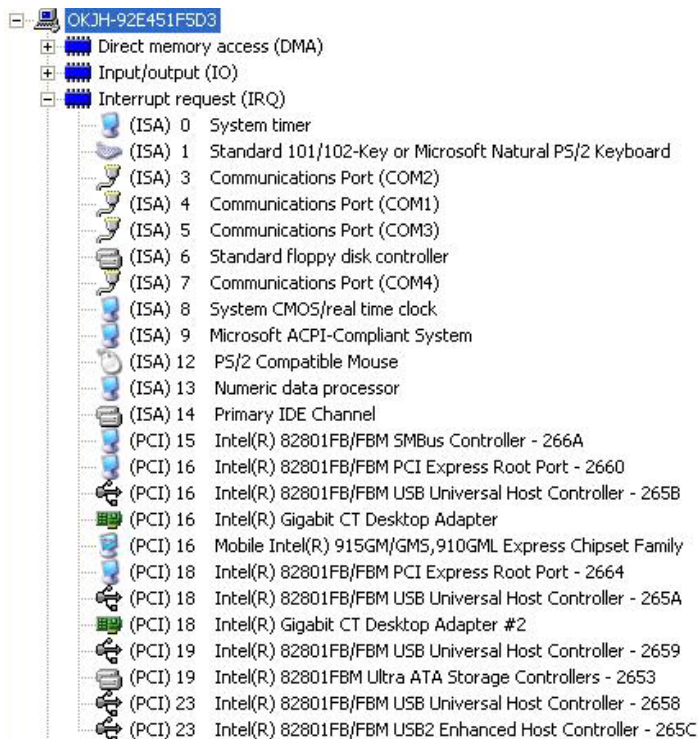 OKJH-92E451F5D3
Direct memory access (DMA)
Input/output (IO)
Interrupt request (IRQ)
(ISA) 0 System timer
(ISA) 1 Standard 101/102-Key or Microsoft Natural PS/2 Keyboard
(ISA) 3 Communications Port (COM2)
(ISA) 4 Communications Port (COM1)
(ISA) 5 Communications Port (COM3)
(ISA) 6 Standard floppy disk controller
(ISA) 7 Communications Port (COM4)
(ISA) 8 System CMOS/real time clock
(ISA) 9 Microsoft ACPI-Compliant System
(ISA) 12 PS/2 Compatible Mouse
(ISA) 13 Numeric data processor
(ISA) 14 Primary IDE Channel
(PCI) 15 Intel(R) 82801FB/FBM SMBus Controller - 266A
(PCI) 16 Intel(R) 82801FB/FBM PCI Express Root Port - 2660
(PCI) 16 Intel(R) 82801FB/FBM USB Universal Host Controller - 265B
(PCI) 16 Intel(R) Gigabit CT Desktop Adapter
(PCI) 16 Mobile Intel(R) 915GM/GMS,910GML Express Chipset Family
(PCI) 18 Intel(R) 82801FB/FBM PCI Express Root Port - 2664
(PCI) 18 Intel(R) 82801FB/FBM USB Universal Host Controller - 265A
(PCI) 18 Intel(R) Gigabit CT Desktop Adapter #2
(PCI) 19 Intel(R) 82801FB/FBM USB Universal Host Controller - 2659
(PCI) 19 Intel(R) 82801FBM Ultra ATA Storage Controllers - 2653
(PCI) 23 Intel(R) 82801FB/FBM USB Universal Host Controller - 2658
(PCI) 23 Intel(R) 82801FB/FBM USB2 Enhanced Host Controller - 265C